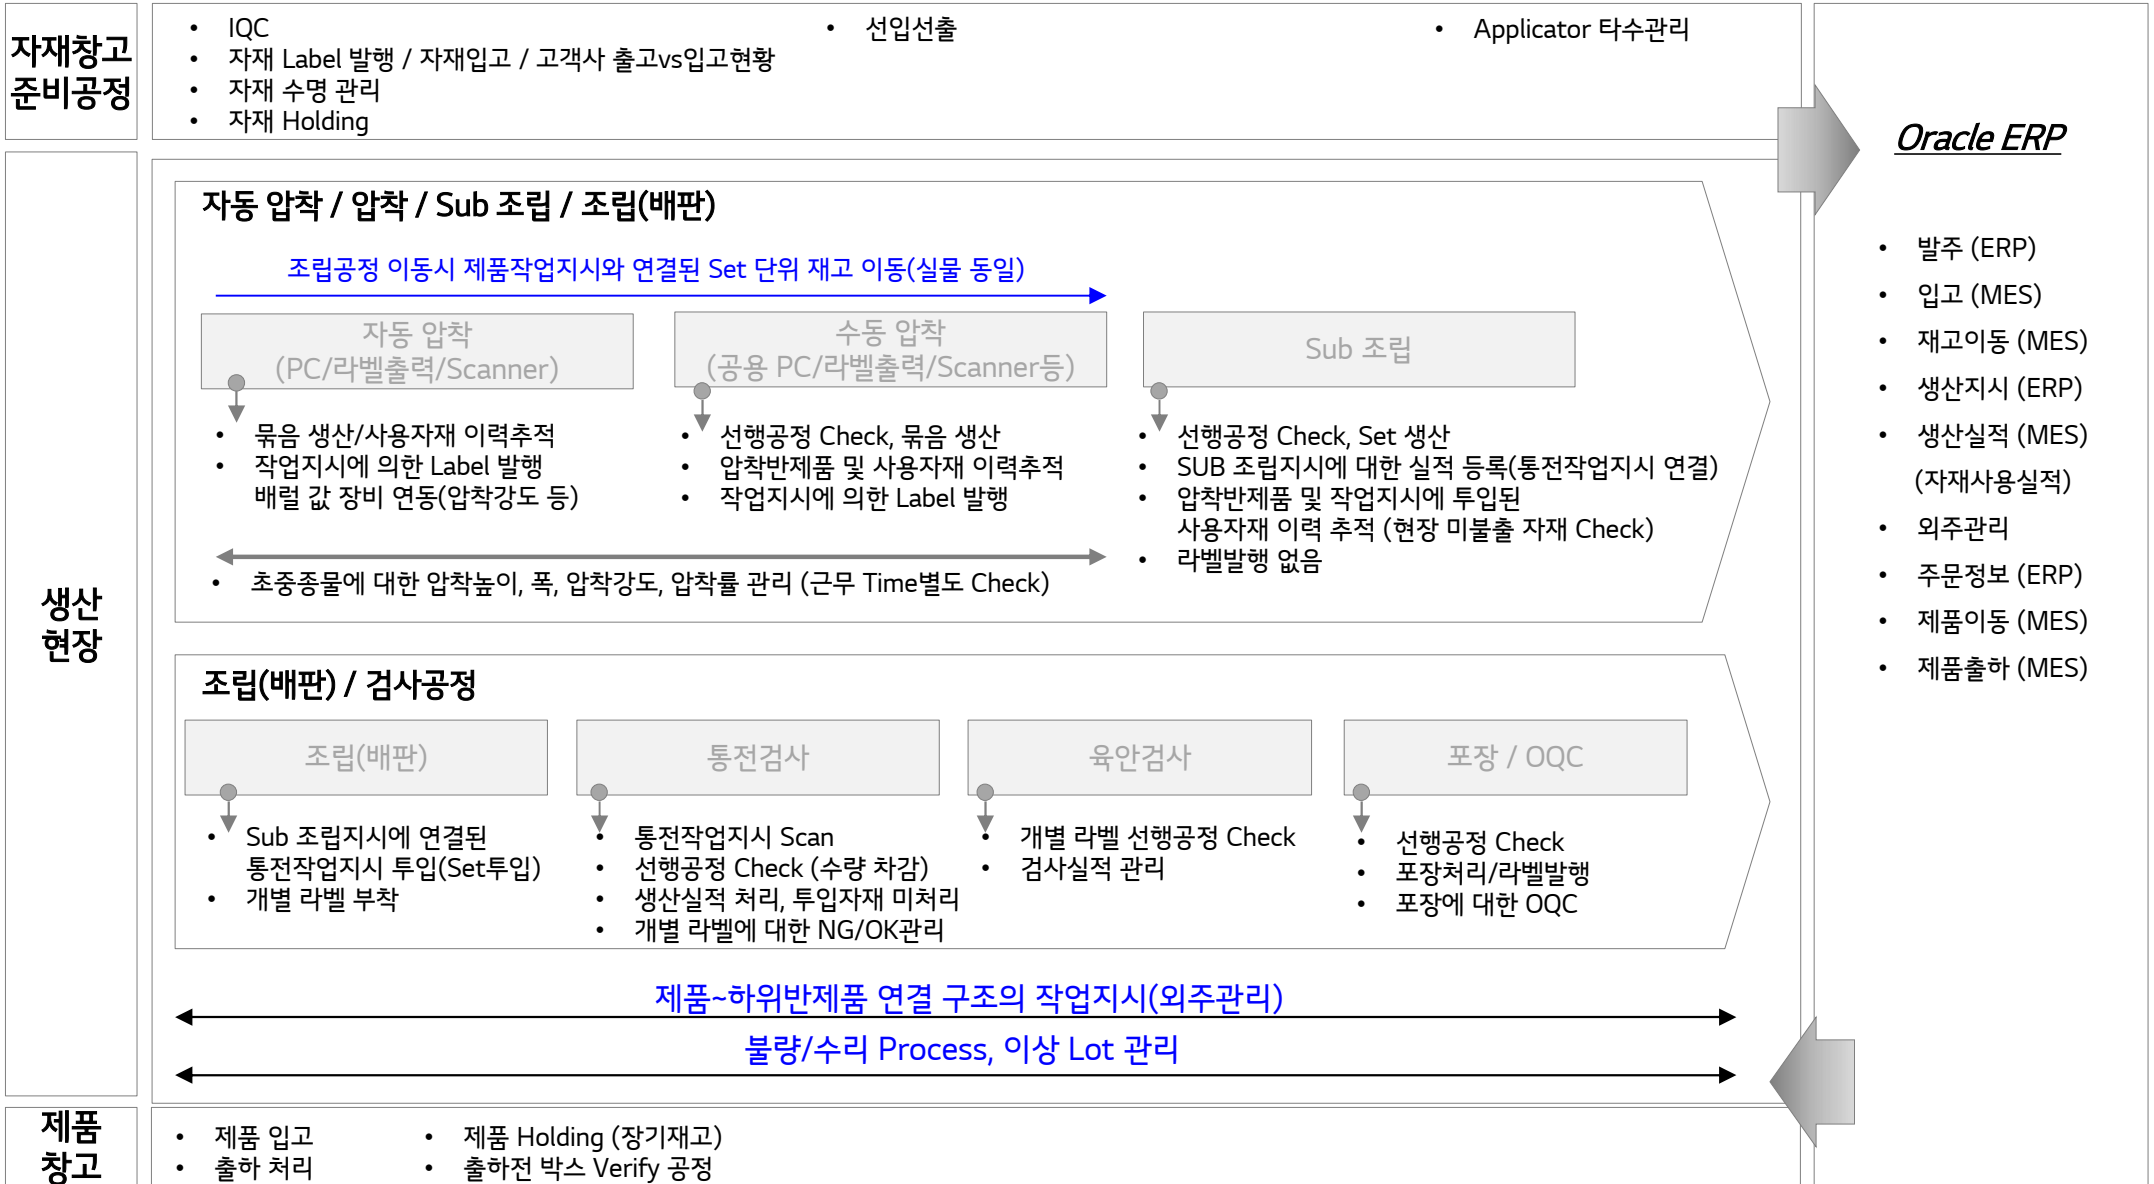 자재창고
준비공정
• IQC
• 자재 Label 발행 / 자재입고 / 고객사 출고vs입고현황
• 자재 수명 관리
• 자재 Holding
• 선입선출
• Applicator 타수관리
생산
현장
자동 압착 / 압착 / Sub 조립 / 조립(배판)
조립공정 이동시 제품작업지시와 연결된 Set 단위 재고 이동(실물 동일)
자동 압착
(PC/라벨출력/Scanner)
• 묶음 생산/사용자재 이력추적
• 작업지시에 의한 Label 발행
배럴 값 장비 연동(압착강도 등)
수동 압착
(공용 PC/라벨출력/Scanner등)
• 선행공정 Check, 묶음 생산
• 압착반제품 및 사용자재 이력추적
• 작업지시에 의한 Label 발행
Sub 조립
• 선행공정 Check, Set 생산
• SUB 조립지시에 대한 실적 등록(통전작업지시 연결)
• 압착반제품 및 작업지시에 투입된
사용자재 이력 추적 (현장 미불출 자재 Check)
• 라벨발행 없음
• 초중종물에 대한 압착높이, 폭, 압착강도, 압착률 관리 (근무 Time별도 Check)
조립(배판) / 검사공정
조립(배판)
• Sub 조립지시에 연결된
통전작업지시 투입(Set투입)
• 개별 라벨 부착
통전검사
• 통전작업지시 Scan
• 선행공정 Check (수량 차감)
• 생산실적 처리, 투입자재 미처리
• 개별 라벨에 대한 NG/OK관리
육안검사
• 개별 라벨 선행공정 Check
• 검사실적 관리
포장 / OQC
• 선행공정 Check
• 포장처리/라벨발행
• 포장에 대한 OQC
제품~하위반제품 연결 구조의 작업지시(외주관리)
불량/수리 Process, 이상 Lot 관리
제품
창고
• 제품 입고
• 출하 처리
• 제품 Holding (장기재고)
• 출하전 박스 Verify 공정
Oracle ERP
• 발주 (ERP)
• 입고 (MES)
• 재고이동 (MES)
• 생산지시 (ERP)
• 생산실적 (MES)
(자재사용실적)
• 외주관리
• 주문정보 (ERP)
• 제품이동 (MES)
• 제품출하 (MES)